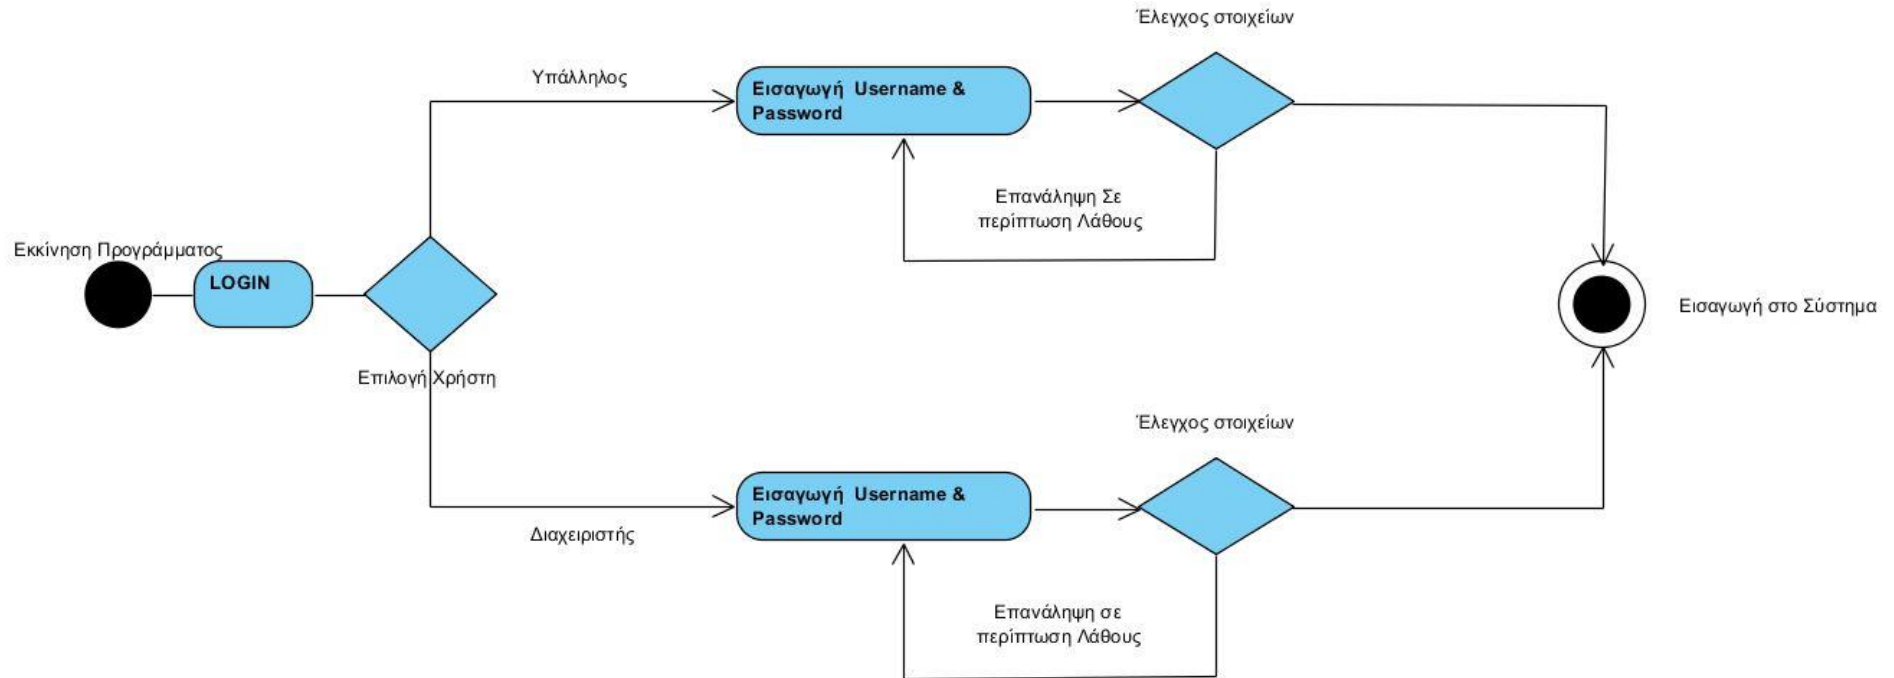 Έλεγχος στοιχείων
Υπάλληλος
Εισαγωγή Username &
Password
Επανάληψη Σε
περίπτωση Λάθους
Εκκίνηση Προγράμματος
LOGIN
Επιλογή Χρήστη
Εισαγωγή στο Σύστημα
Έλεγχος στοιχείων
Διαχειριστής
Εισαγωγή Username &
Password
Επανάληψη σε
περίπτωση Λάθους